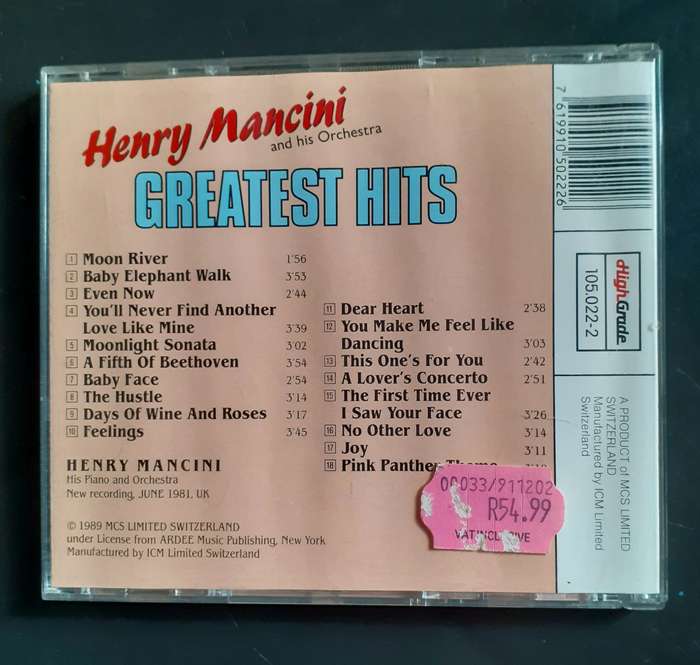 Henry Mancini
and his Orchestra
GREATEST HITS
1 Moon River 1'56
2 Baby Elephant Walk 3'53
3 Even Now 2'44
4 You'll Never Find Another
Love Like Mine 3'39
5 Moonlight Sonata 3'02
6 A Fifth Of Beethoven 3'54
7 Baby Face 2'54
8 The Hustle 3'14
9 Days Of Wine And Roses 3'17
10 Feelings 3'45
11 Dear Heart 2'38
12 You Make Me Feel Like
Dancing 3'03
13 This One's For You 2'42
14 A Lover's Concerto 2'51
15 The First Time Ever
I Saw Your Face 3'26
16 No Other Love 3'14
17 Joy 3'11
18 Pink Panther
HENRY MANCINI
His Piano and Orchestra
New recording, JUNE 1981, UK
© 1989 MCS LIMITED SWITZERLAND
under License from ARDEE Music Publishing, New York
Manufactured by ICM Limited Switzerland
00033/911202
R54.99
VAT INCLUSIVE
7 619910 502226
HighGrade
105.022-2
A PRODUCT of MCS LIMITED
SWITZERLAND
Manufactured by ICM Limited
Switzerland